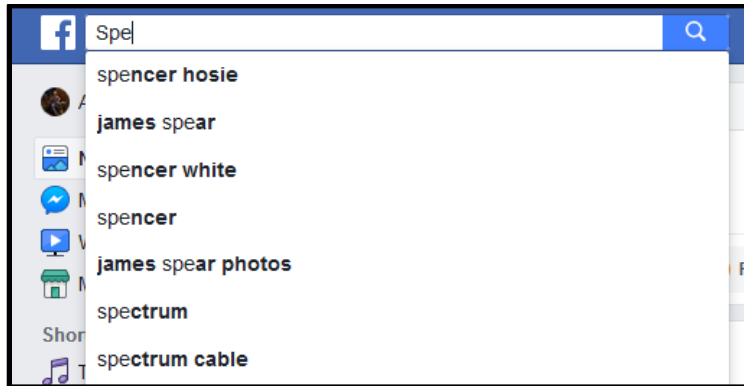 f
Spe
spencer hosie
james spear
spencer white
spencer
james spear photos
spectrum
Shor
spectrum cable